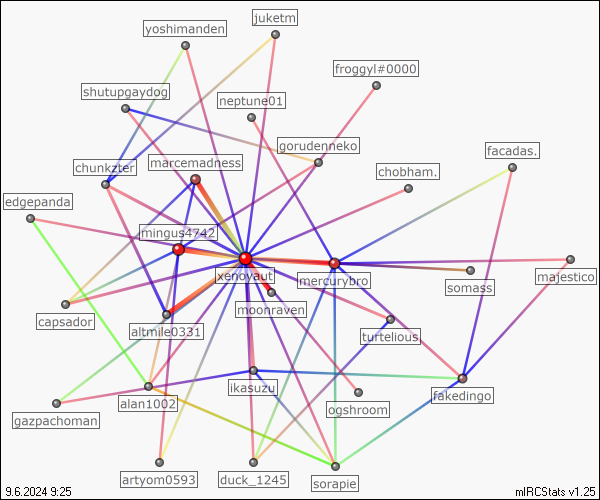 juketm
yoshimanden
froggyl#0000
shutupgaydog
neptune01
gorudenneko
facadas.
marcemadness
chunkzter
chobham.
edgepanda
mingus4742
xenoyaut
mercurybro
majestico
somass
moonraven
capsador
altmile0331
turtelious.
ikasuzu
fakedingo
alan1002
ogshroom
gazpachoman
artyom0593
duck_1245
sorapie
9.6.2024 9:25
mIRCStats v1.25